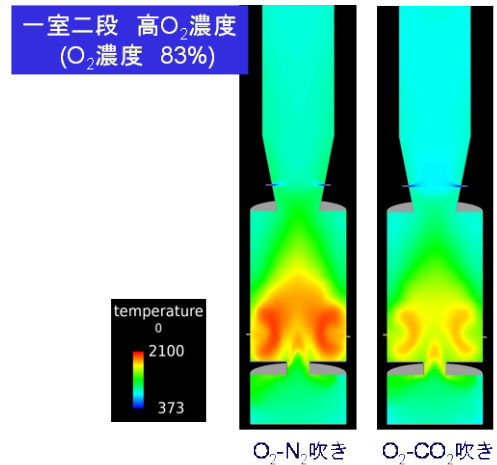 一室二段 高O₂濃度
(O₂濃度 83%)
temperature
0
2100
373
O₂-N₂吹き
O₂-CO₂吹き